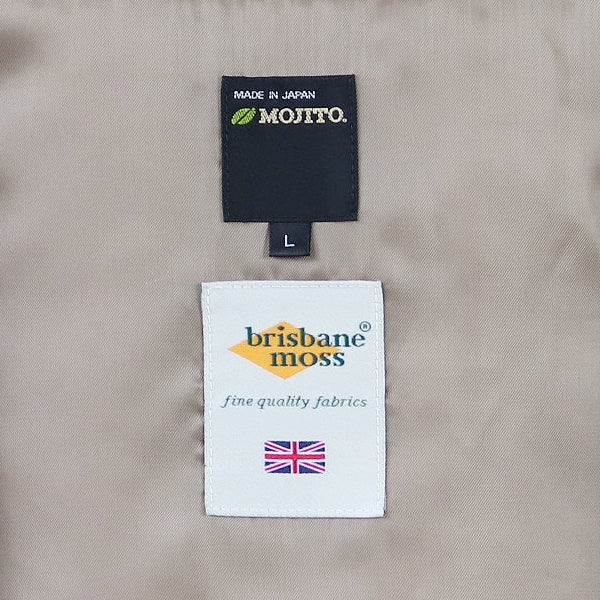 MADE IN JAPAN
MOJITO.
L
brisbane®
moss
fine quality fabrics